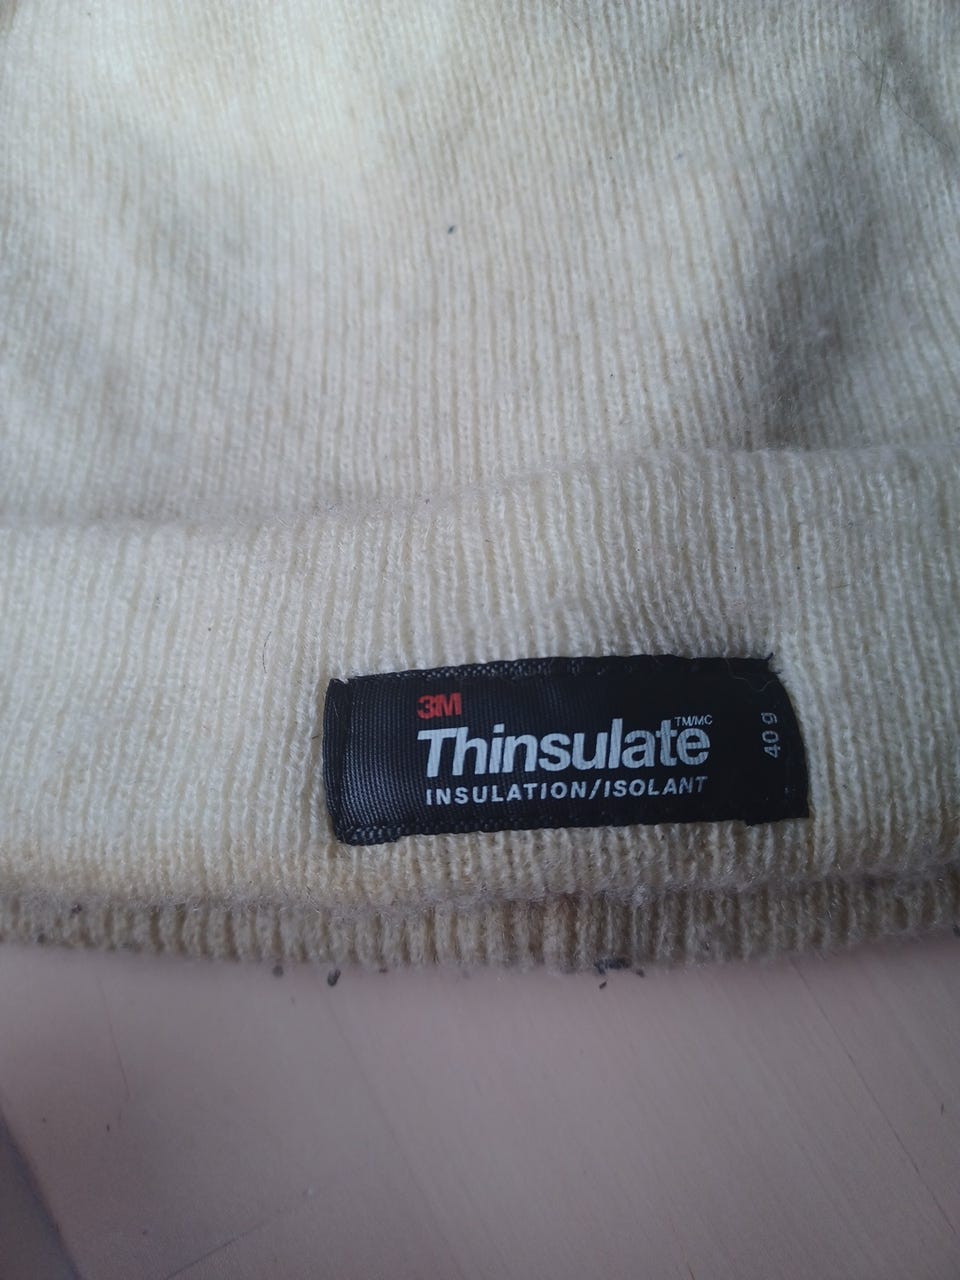 3M
Thinsulate TM/MC
INSULATION/ISOLANT
40 g